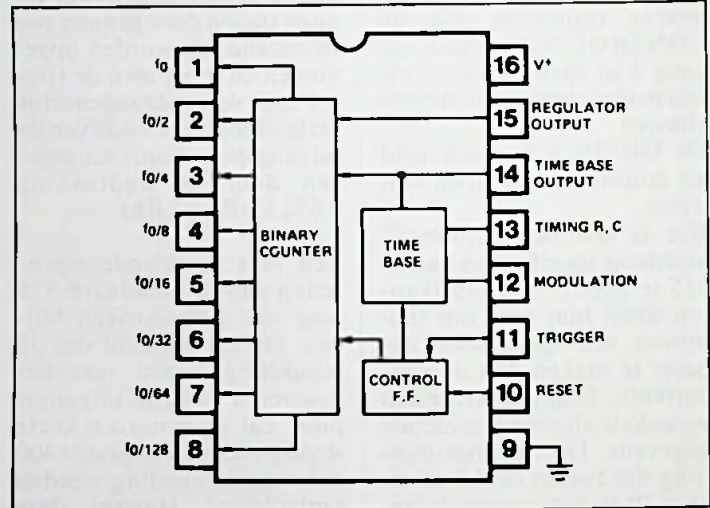 f0 1
f0/2 2
f0/4 3
f0/8 4
f0/16 5
f0/32 6
f0/64 7
f0/128 8
BINARY
COUNTER
TIME
BASE
CONTROL
F.F.
16 V+
15 REGULATOR
OUTPUT
14 TIME BASE
OUTPUT
13 TIMING R, C
12 MODULATION
11 TRIGGER
10 RESET
9